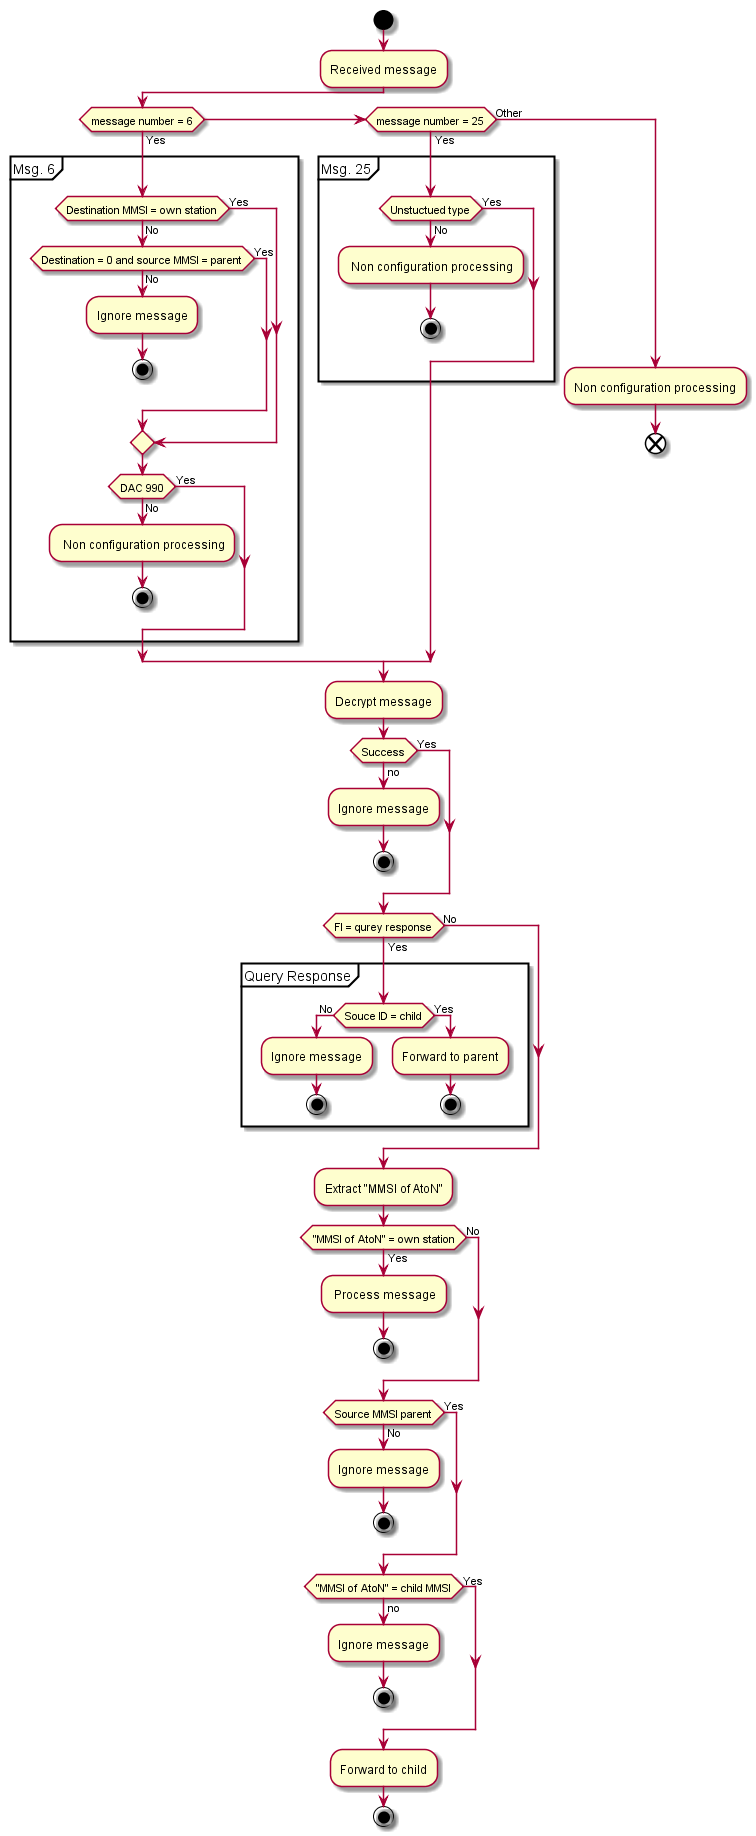 Received message
message number = 6
message number = 25
Other
Yes
Yes
Msg. 6
Msg. 25
Destination MMSI = own station
Yes
Unstuctued type
Yes
No
No
Destination = 0 and source MMSI = parent
Yes
Non configuration processing
No
Ignore message
Non configuration processing
DAC 990
Yes
No
Non configuration processing
Decrypt message
Success
Yes
no
Ignore message
FI = qurey response
No
Yes
Query Response
No
Souce ID = child
Yes
Ignore message
Forward to parent
Extract "MMSI of AtoN"
"MMSI of AtoN" = own station
No
Yes
Process message
Source MMSI parent
Yes
No
Ignore message
"MMSI of AtoN" = child MMSI
Yes
no
Ignore message
Forward to child